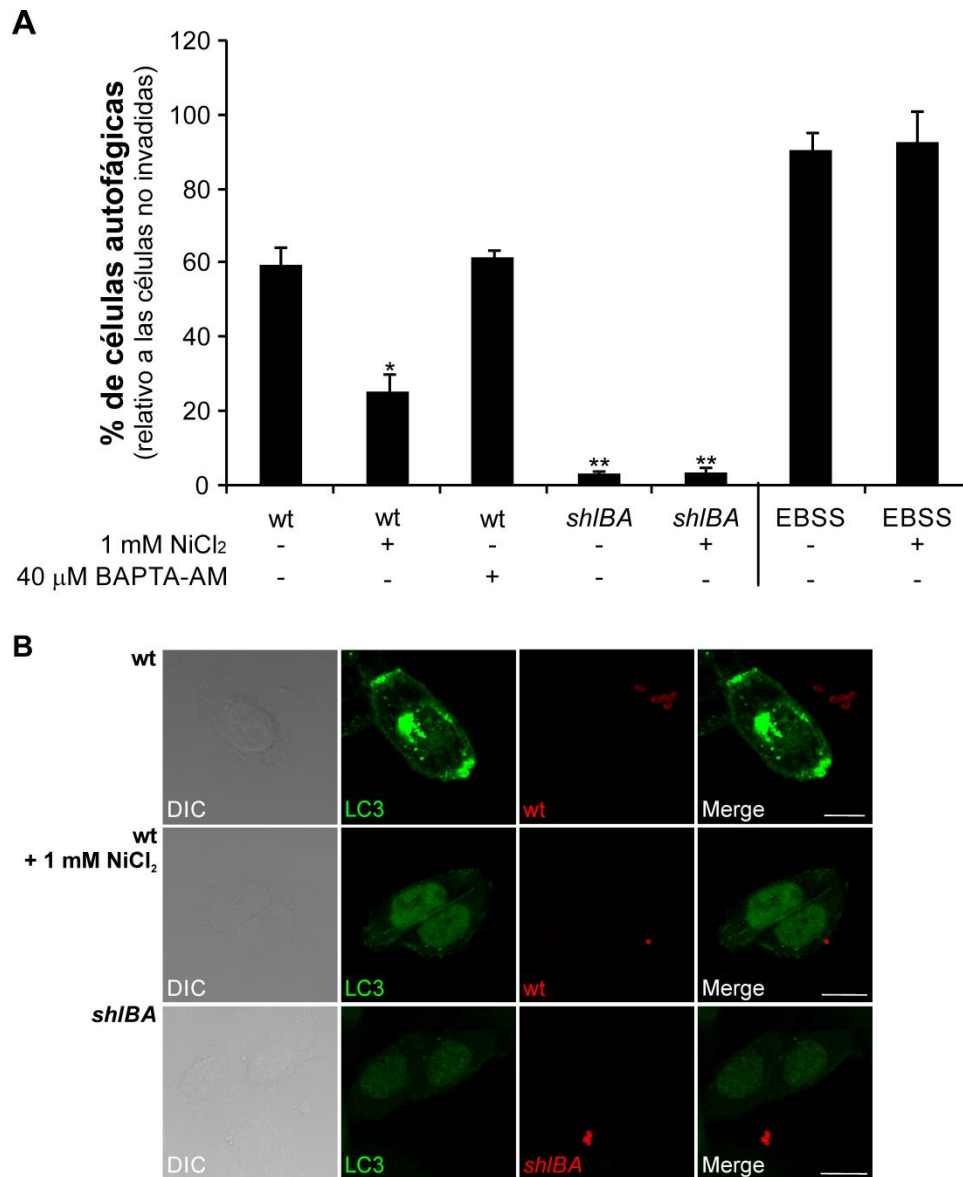 A
% de células autofágicas
(relativo a las células no invadidas)
120
100
80
60
40
20
0
*
**
**
wt wt wt shlBA shlBA EBSS EBSS
1 mM NiCl₂ - + - - + - +
40 µM BAPTA-AM - - + - - - -
B
wt
DIC LC3 wt Merge
wt
+ 1 mM NiCl₂
DIC LC3 wt Merge
shlBA
DIC LC3 shlBA Merge